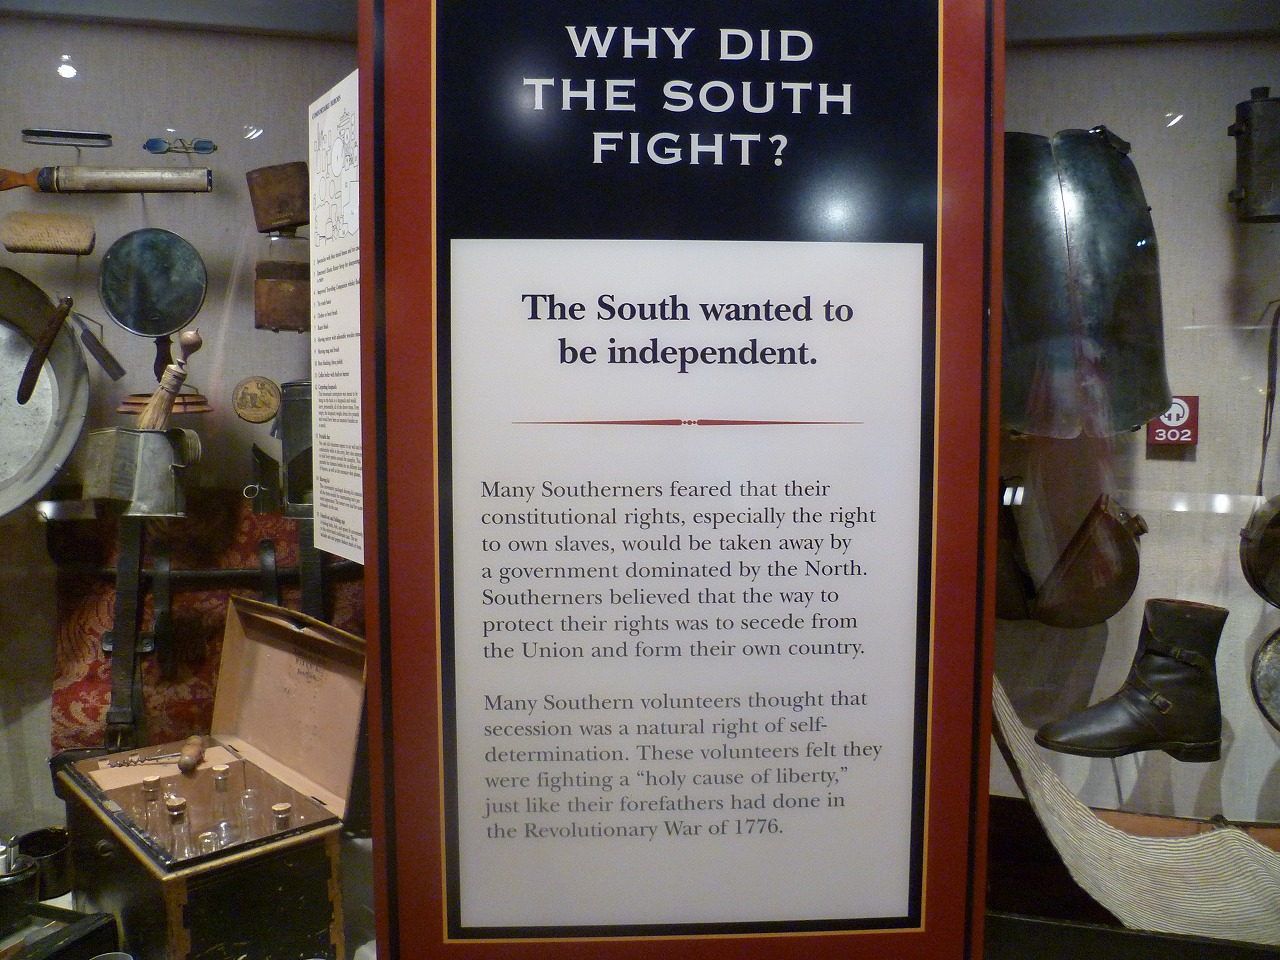 WHY DID
THE SOUTH
FIGHT?
The South wanted to
be independent.
Many Southerners feared that their
constitutional rights, especially the right
to own slaves, would be taken away by
a government dominated by the North.
Southerners believed that the way to
protect their rights was to secede from
the Union and form their own country.
Many Southern volunteers thought that
secession was a natural right of self-
determination. These volunteers felt they
were fighting a “holy cause of liberty,”
just like their forefathers had done in
the Revolutionary War of 1776.
302